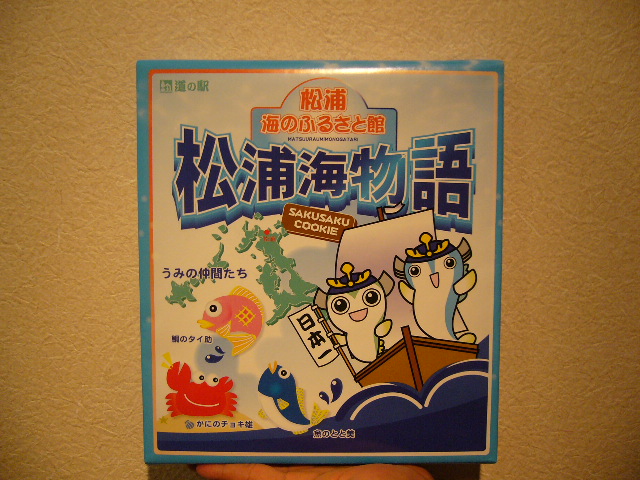 道の駅
松浦
海のふるさと館
MATSUURAUMIMONOGATARI
松浦海物語
SAKUSAKU
COOKIE
うみの仲間たち
日本一
鯛のタイ助
かにのチョキ雄
魚のとと美